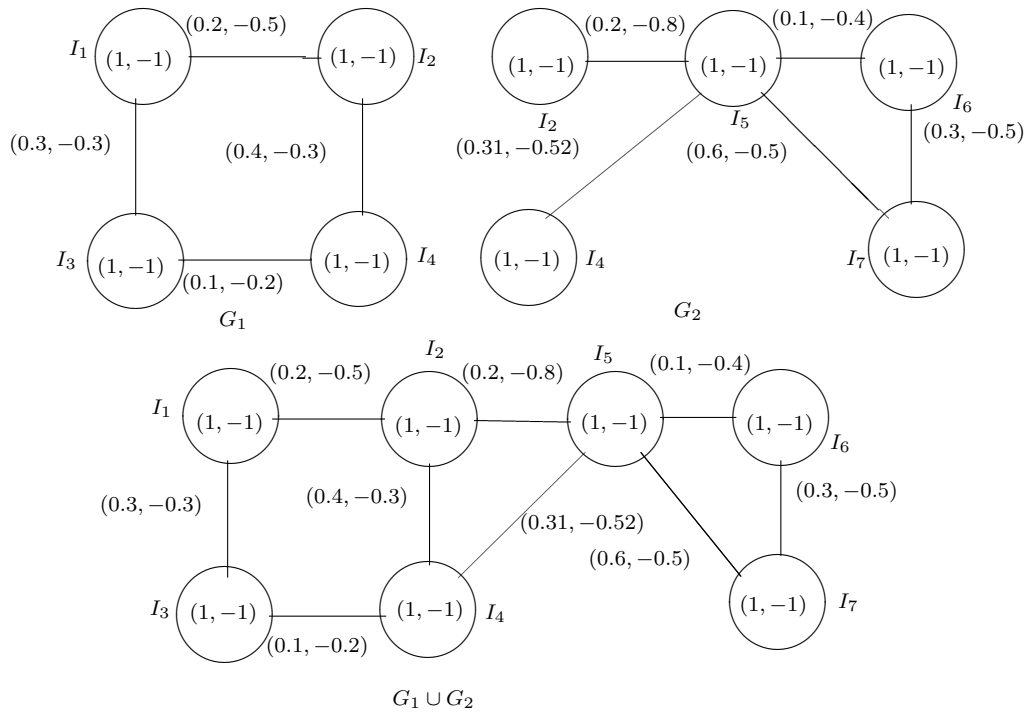 (0.2, −0.5)
I₁ (1, −1) (1, −1) I₂
(0.3, −0.3) (0.4, −0.3)
I₃ (1, −1) (1, −1) I₄
(0.1, −0.2)
G₁
(0.2, −0.8) (0.1, −0.4)
(1, −1) (1, −1) (1, −1)
I₂ I₅ I₆
(0.31, −0.52) (0.6, −0.5) (0.3, −0.5)
(1, −1) I₄ I₇ (1, −1)
G₂
I₂ I₅
(0.2, −0.5) (0.2, −0.8) (0.1, −0.4)
I₁ (1, −1) (1, −1) (1, −1) (1, −1) I₆
(0.3, −0.3) (0.4, −0.3) (0.31, −0.52) (0.3, −0.5)
(0.6, −0.5)
I₃ (1, −1) (1, −1) I₄ (1, −1) I₇
(0.1, −0.2)
G₁ ∪ G₂